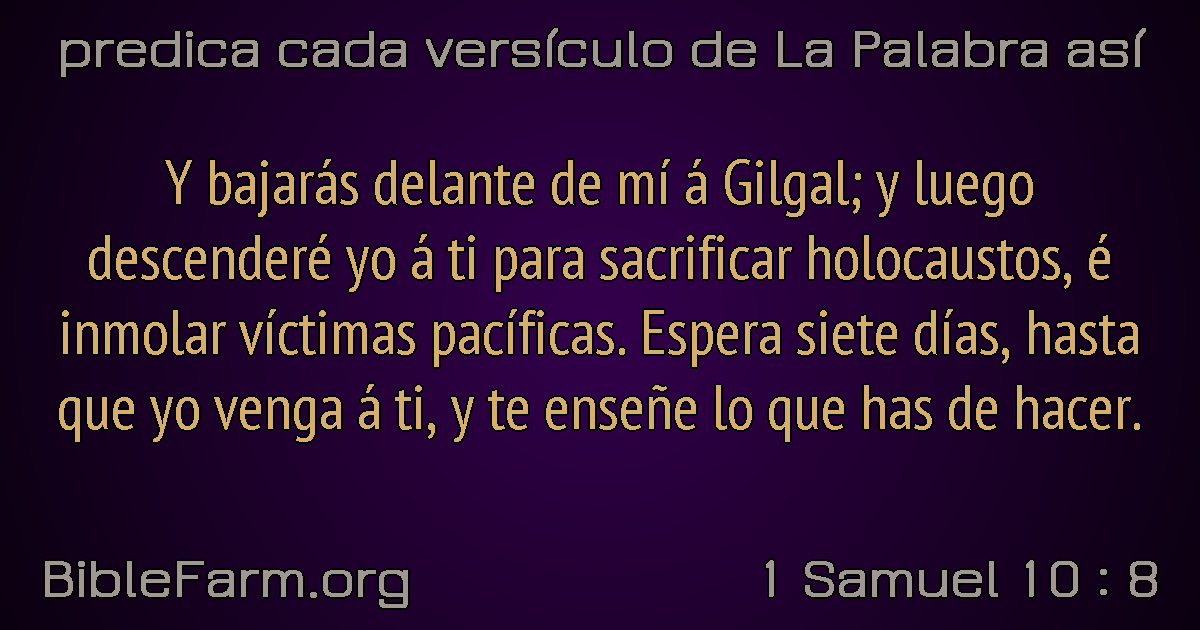 predica cada versículo de La Palabra así
Y bajarás delante de mí á Gilgal; y luego
descenderé yo á ti para sacrificar holocaustos, é
inmolar víctimas pacíficas. Espera siete días, hasta
que yo venga á ti, y te enseñe lo que has de hacer.
BibleFarm.org
1 Samuel 10 : 8